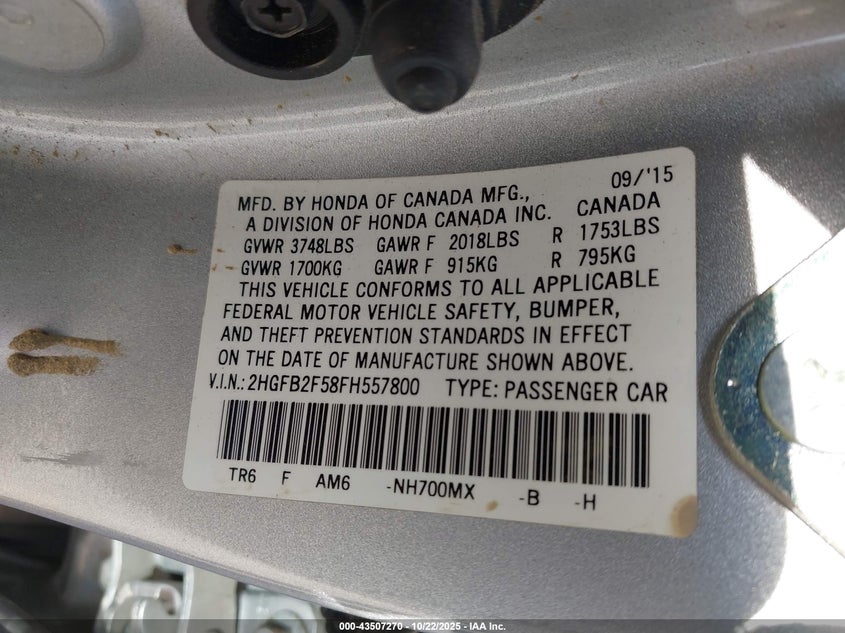 09/'15
MFD. BY HONDA OF CANADA MFG.,
A DIVISION OF HONDA CANADA INC. CANADA
GVWR 3748LBS GAWR F 2018LBS R 1753LBS
GVWR 1700KG GAWR F 915KG R 795KG
THIS VEHICLE CONFORMS TO ALL APPLICABLE
FEDERAL MOTOR VEHICLE SAFETY, BUMPER,
AND THEFT PREVENTION STANDARDS IN EFFECT
ON THE DATE OF MANUFACTURE SHOWN ABOVE.
V.I.N.: 2HGFB2F58FH557800 TYPE: PASSENGER CAR
TR6 F AM6 -NH700MX -B -H
000-43507270 - 10/22/2025 - IAA Inc.